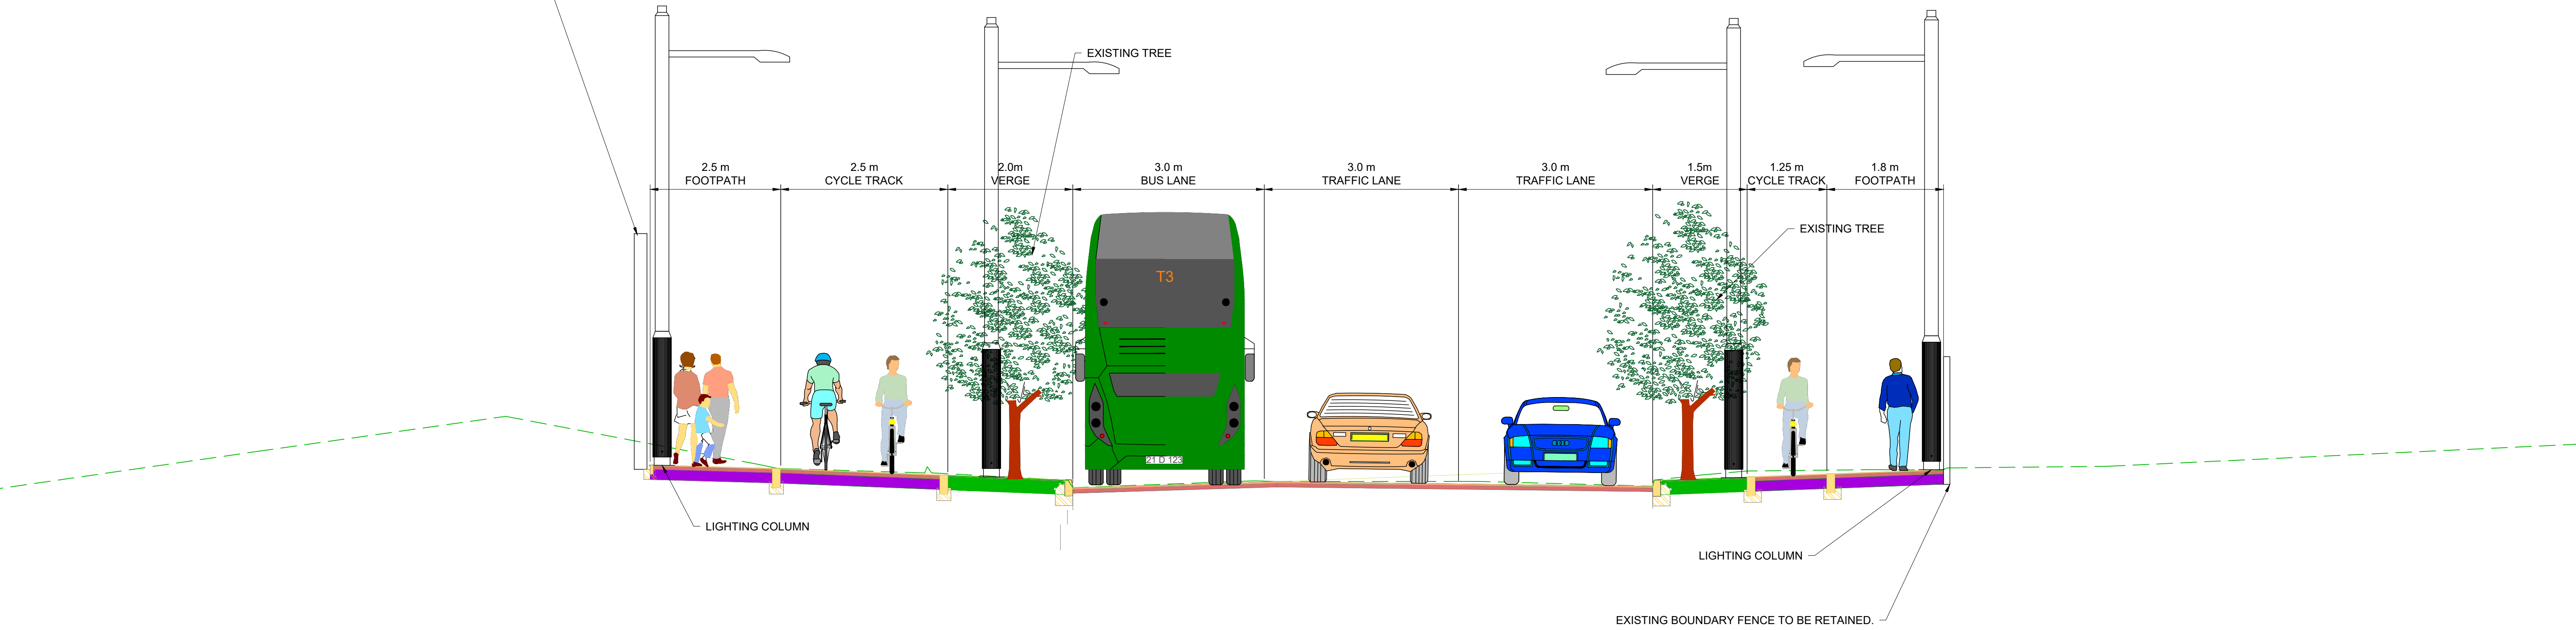 EXISTING TREE
2.5 m
FOOTPATH
2.5 m
CYCLE TRACK
2.0m
VERGE
3.0 m
BUS LANE
3.0 m
TRAFFIC LANE
3.0 m
TRAFFIC LANE
1.5m
VERGE
1.25 m
CYCLE TRACK
1.8 m
FOOTPATH
EXISTING TREE
T3
21 D 123
LIGHTING COLUMN
LIGHTING COLUMN
EXISTING BOUNDARY FENCE TO BE RETAINED.